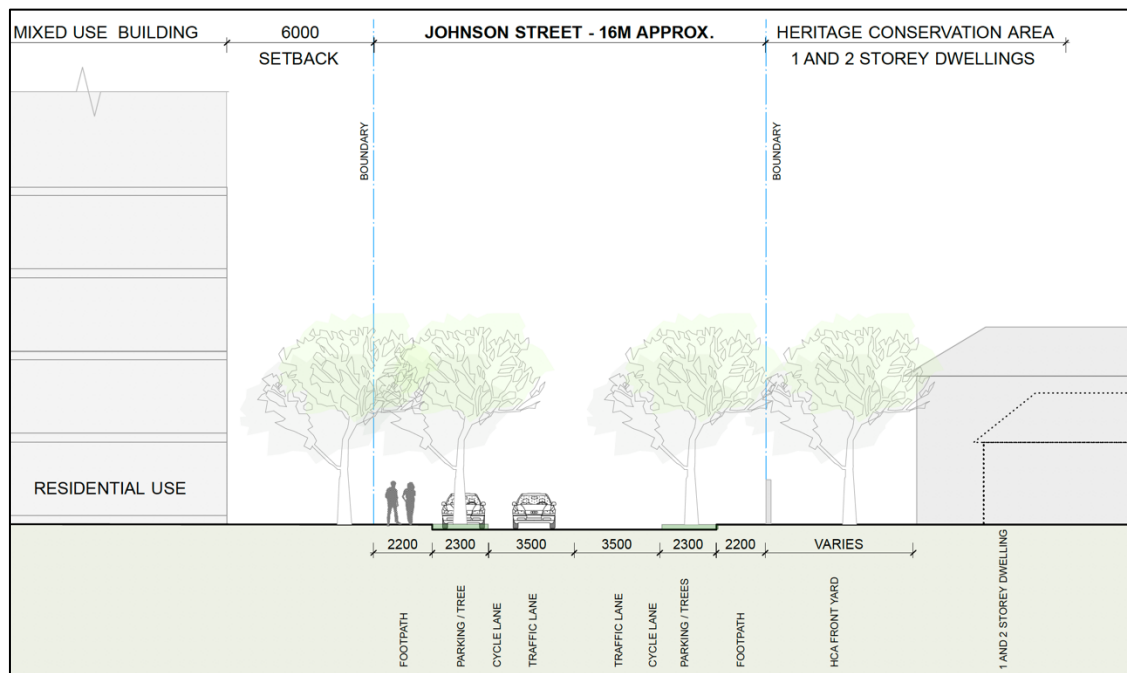 MIXED USE BUILDING
6000
SETBACK
JOHNSON STREET - 16M APPROX.
HERITAGE CONSERVATION AREA
1 AND 2 STOREY DWELLINGS
BOUNDARY
BOUNDARY
RESIDENTIAL USE
2200
2300
3500
3500
2300
2200
VARIES
FOOTPATH
PARKING / TREE
CYCLE LANE
TRAFFIC LANE
TRAFFIC LANE
CYCLE LANE
PARKING / TREES
FOOTPATH
HCA FRONT YARD
1 AND 2 STOREY DWELLING